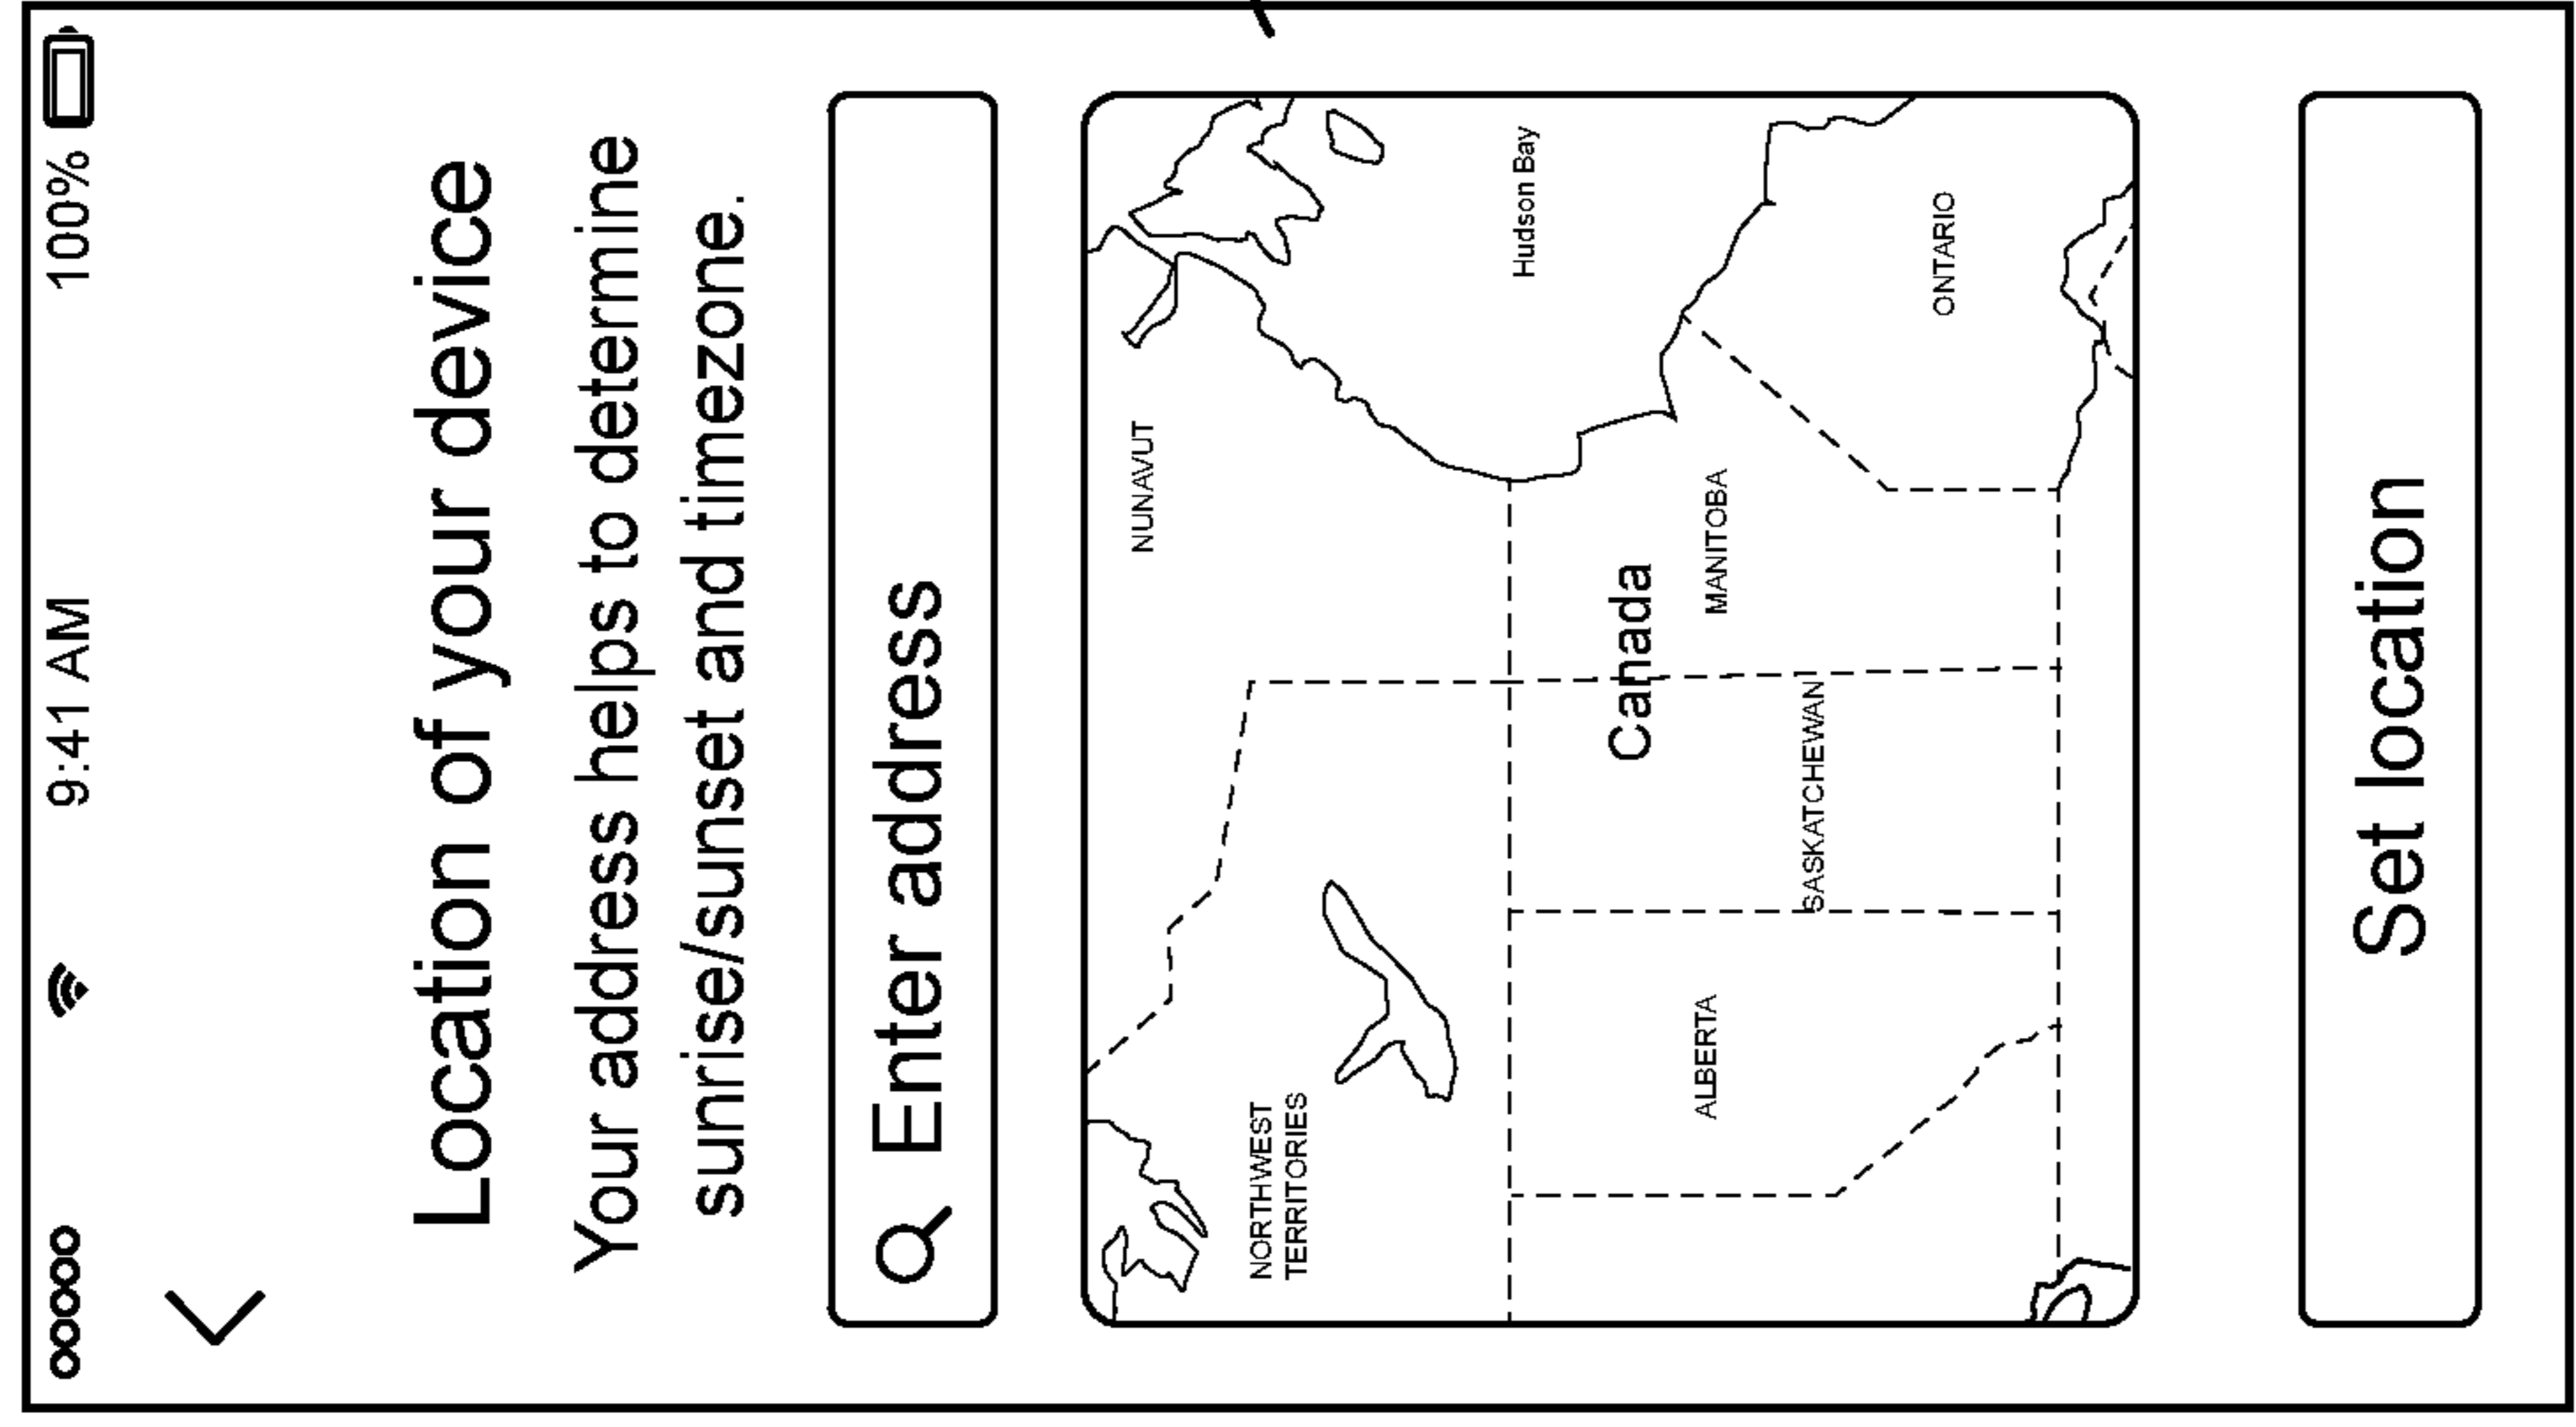 9:41 AM 100%
Location of your device
Your address helps to determine
sunrise/sunset and timezone.
Enter address
NUNAVUT
NORTHWEST
TERRITORIES
Hudson Bay
Canada
ALBERTA
MANITOBA
SASKATCHEWAN
ONTARIO
Set location